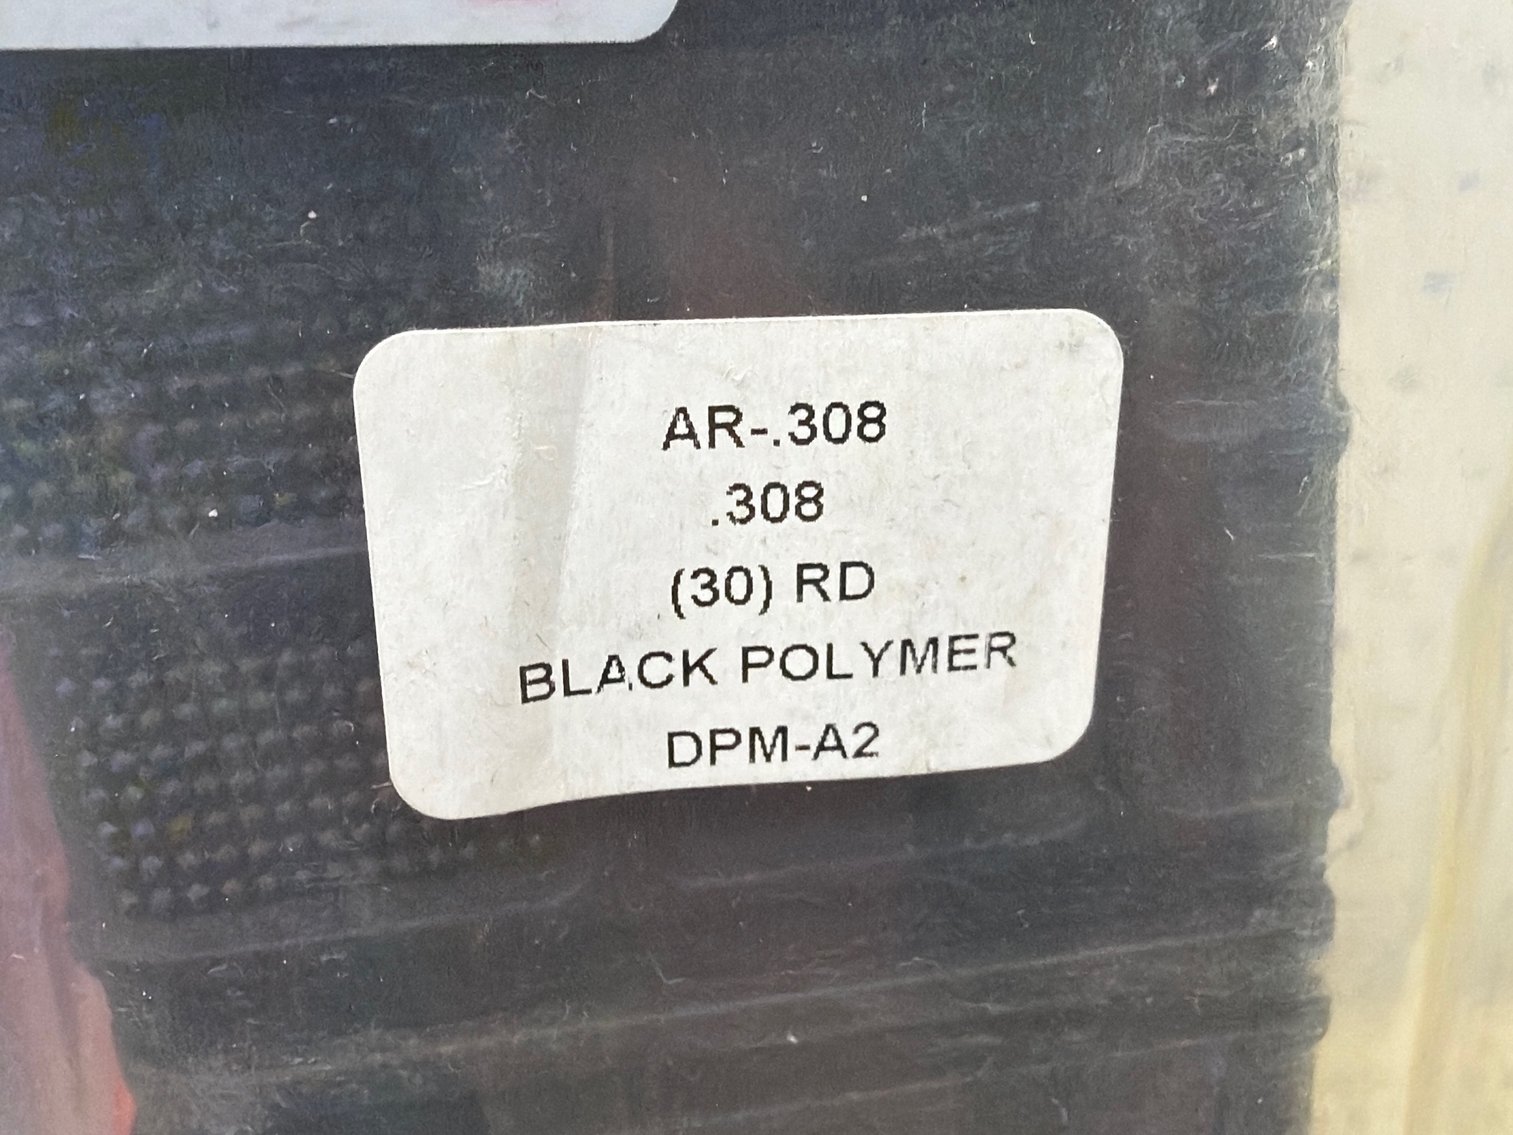 AR-.308
.308
(30) RD
BLACK POLYMER
DPM-A2